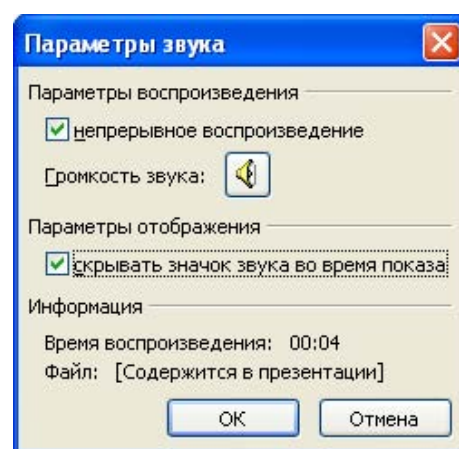 Параметры звука
Параметры воспроизведения
непрерывное воспроизведение
Громкость звука:
Параметры отображения
скрывать значок звука во время показа
Информация
Время воспроизведения: 00:04
Файл: [Содержится в презентации]
ОК Отмена